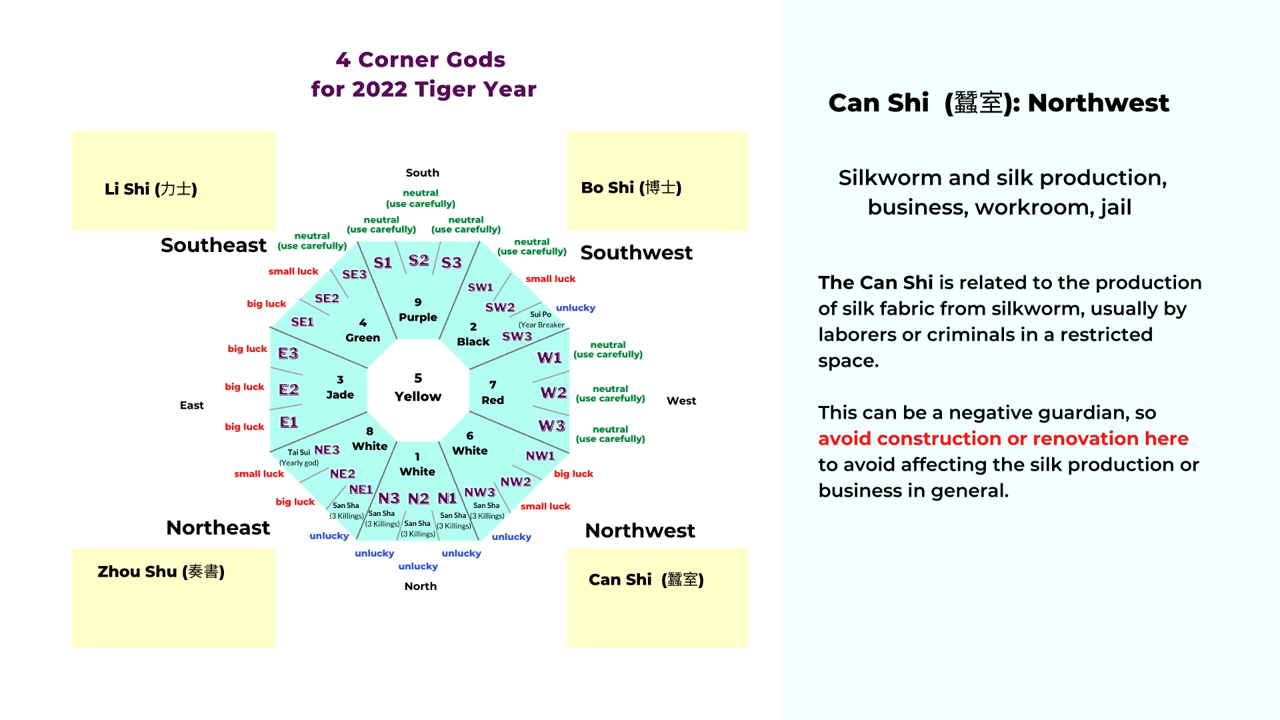 4 Corner Gods
for 2022 Tiger Year
Li Shi (力士)
Bo Shi (博士)
South
neutral
(use carefully)
neutral
(use carefully)
neutral
(use carefully)
neutral
(use carefully)
neutral
(use carefully)
Southeast
Southwest
small luck
big luck
small luck
unlucky
S1
S2
S3
SE3
SE2
SE1
SW1
SW2
Sui Po
(Year Breaker
SW3
9
Purple
4
Green
2
Black
big luck
big luck
big luck
East
E3
E2
E1
3
Jade
5
Yellow
7
Red
W1
W2
W3
neutral
(use carefully)
neutral
(use carefully)
neutral
(use carefully)
West
8
White
1
White
6
White
Tai Sui
(Yearly god)
NE3
NE2
NE1
San Sha
(3 Killings)
N3
San Sha
(3 Killings)
N2
San Sha
(3 Killings)
N1
San Sha
(3 Killings)
NW3
San Sha
(3 Killings)
NW2
NW1
small luck
big luck
unlucky
unlucky
unlucky
unlucky
unlucky
small luck
big luck
Northeast
Northwest
North
Zhou Shu (奏書)
Can Shi (蠶室)
Can Shi (蠶室): Northwest
Silkworm and silk production,
business, workroom, jail
The Can Shi is related to the production
of silk fabric from silkworm, usually by
laborers or criminals in a restricted
space.
This can be a negative guardian, so
avoid construction or renovation here
to avoid affecting the silk production or
business in general.